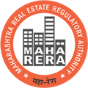 MAHARASHTRA REAL ESTATE REGULATORY AUTHORITY
MAHA
RERA
महा-रेरा